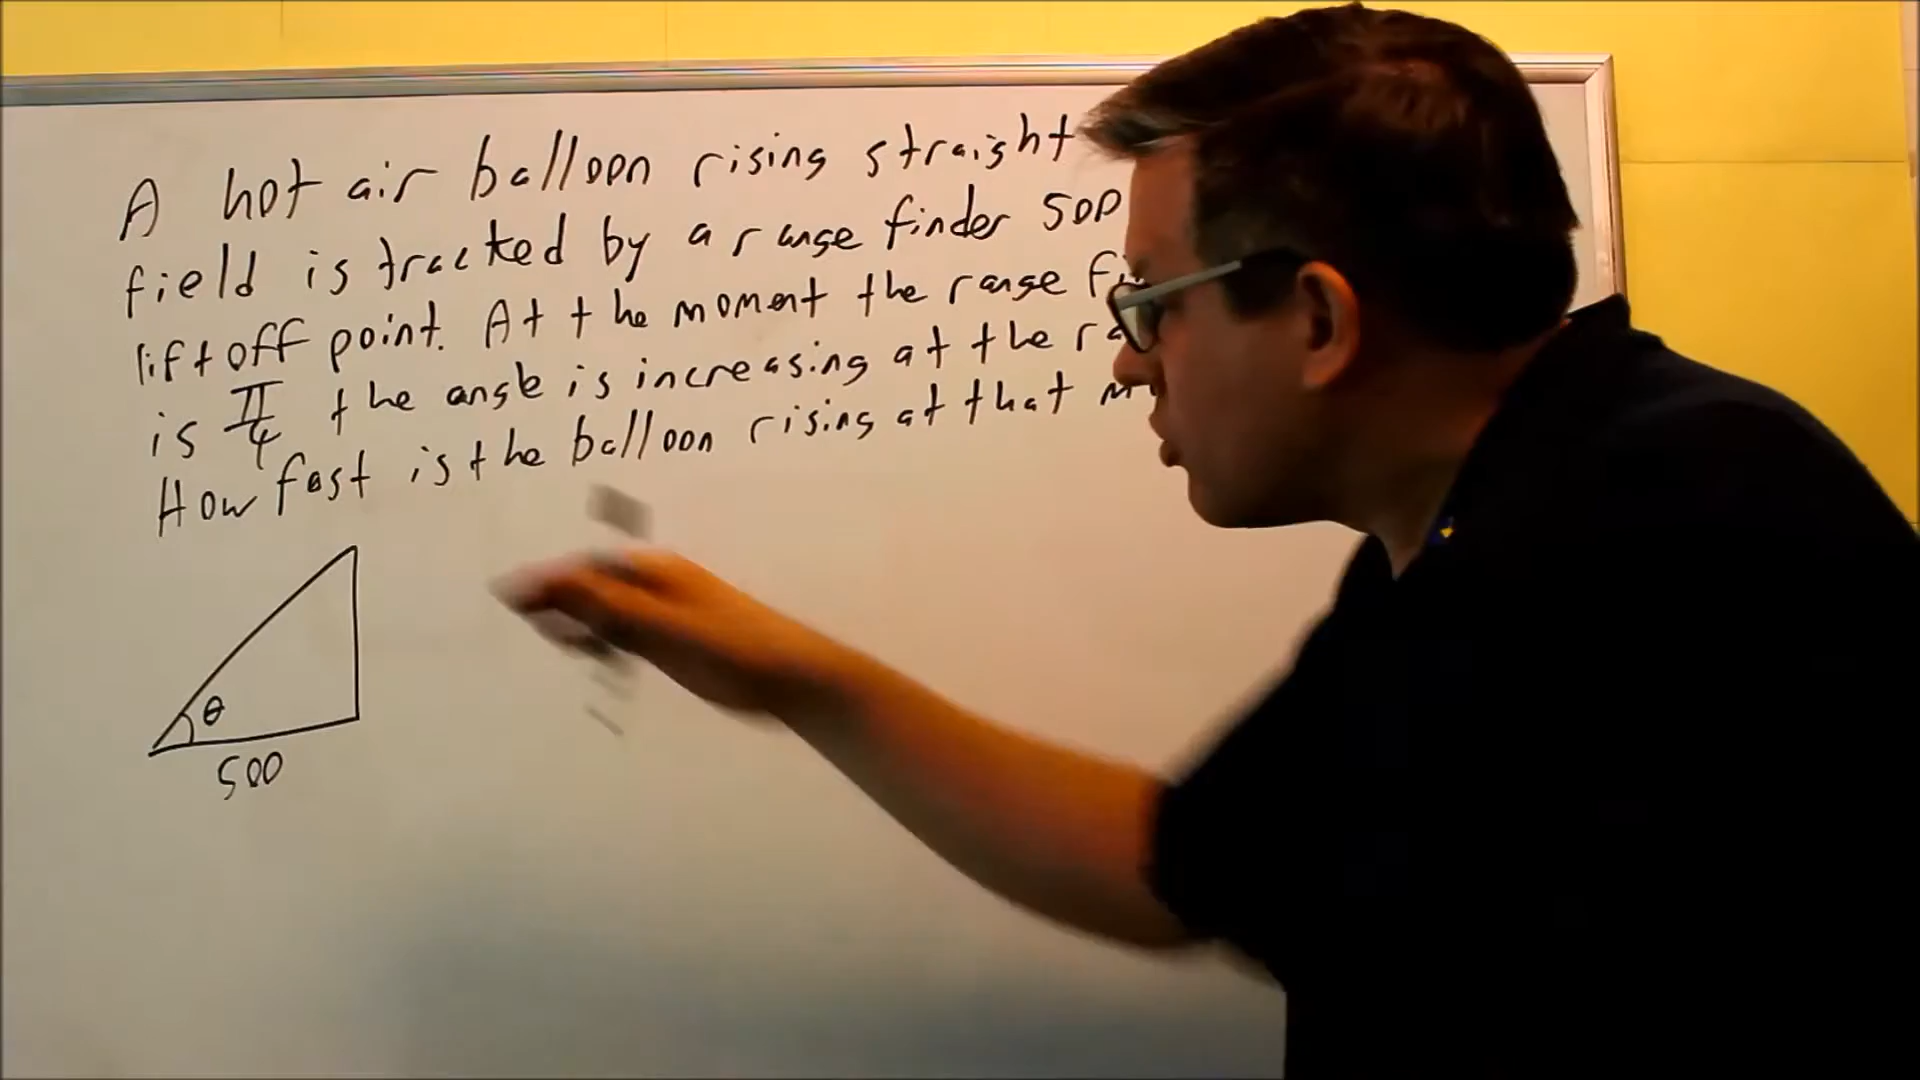 A hot air balloon rising straight
field is tracked by a range finder 500
liftoff point. At the moment the range
is π/4 the angle is increasing at the
How fast is the balloon rising at that
θ
500